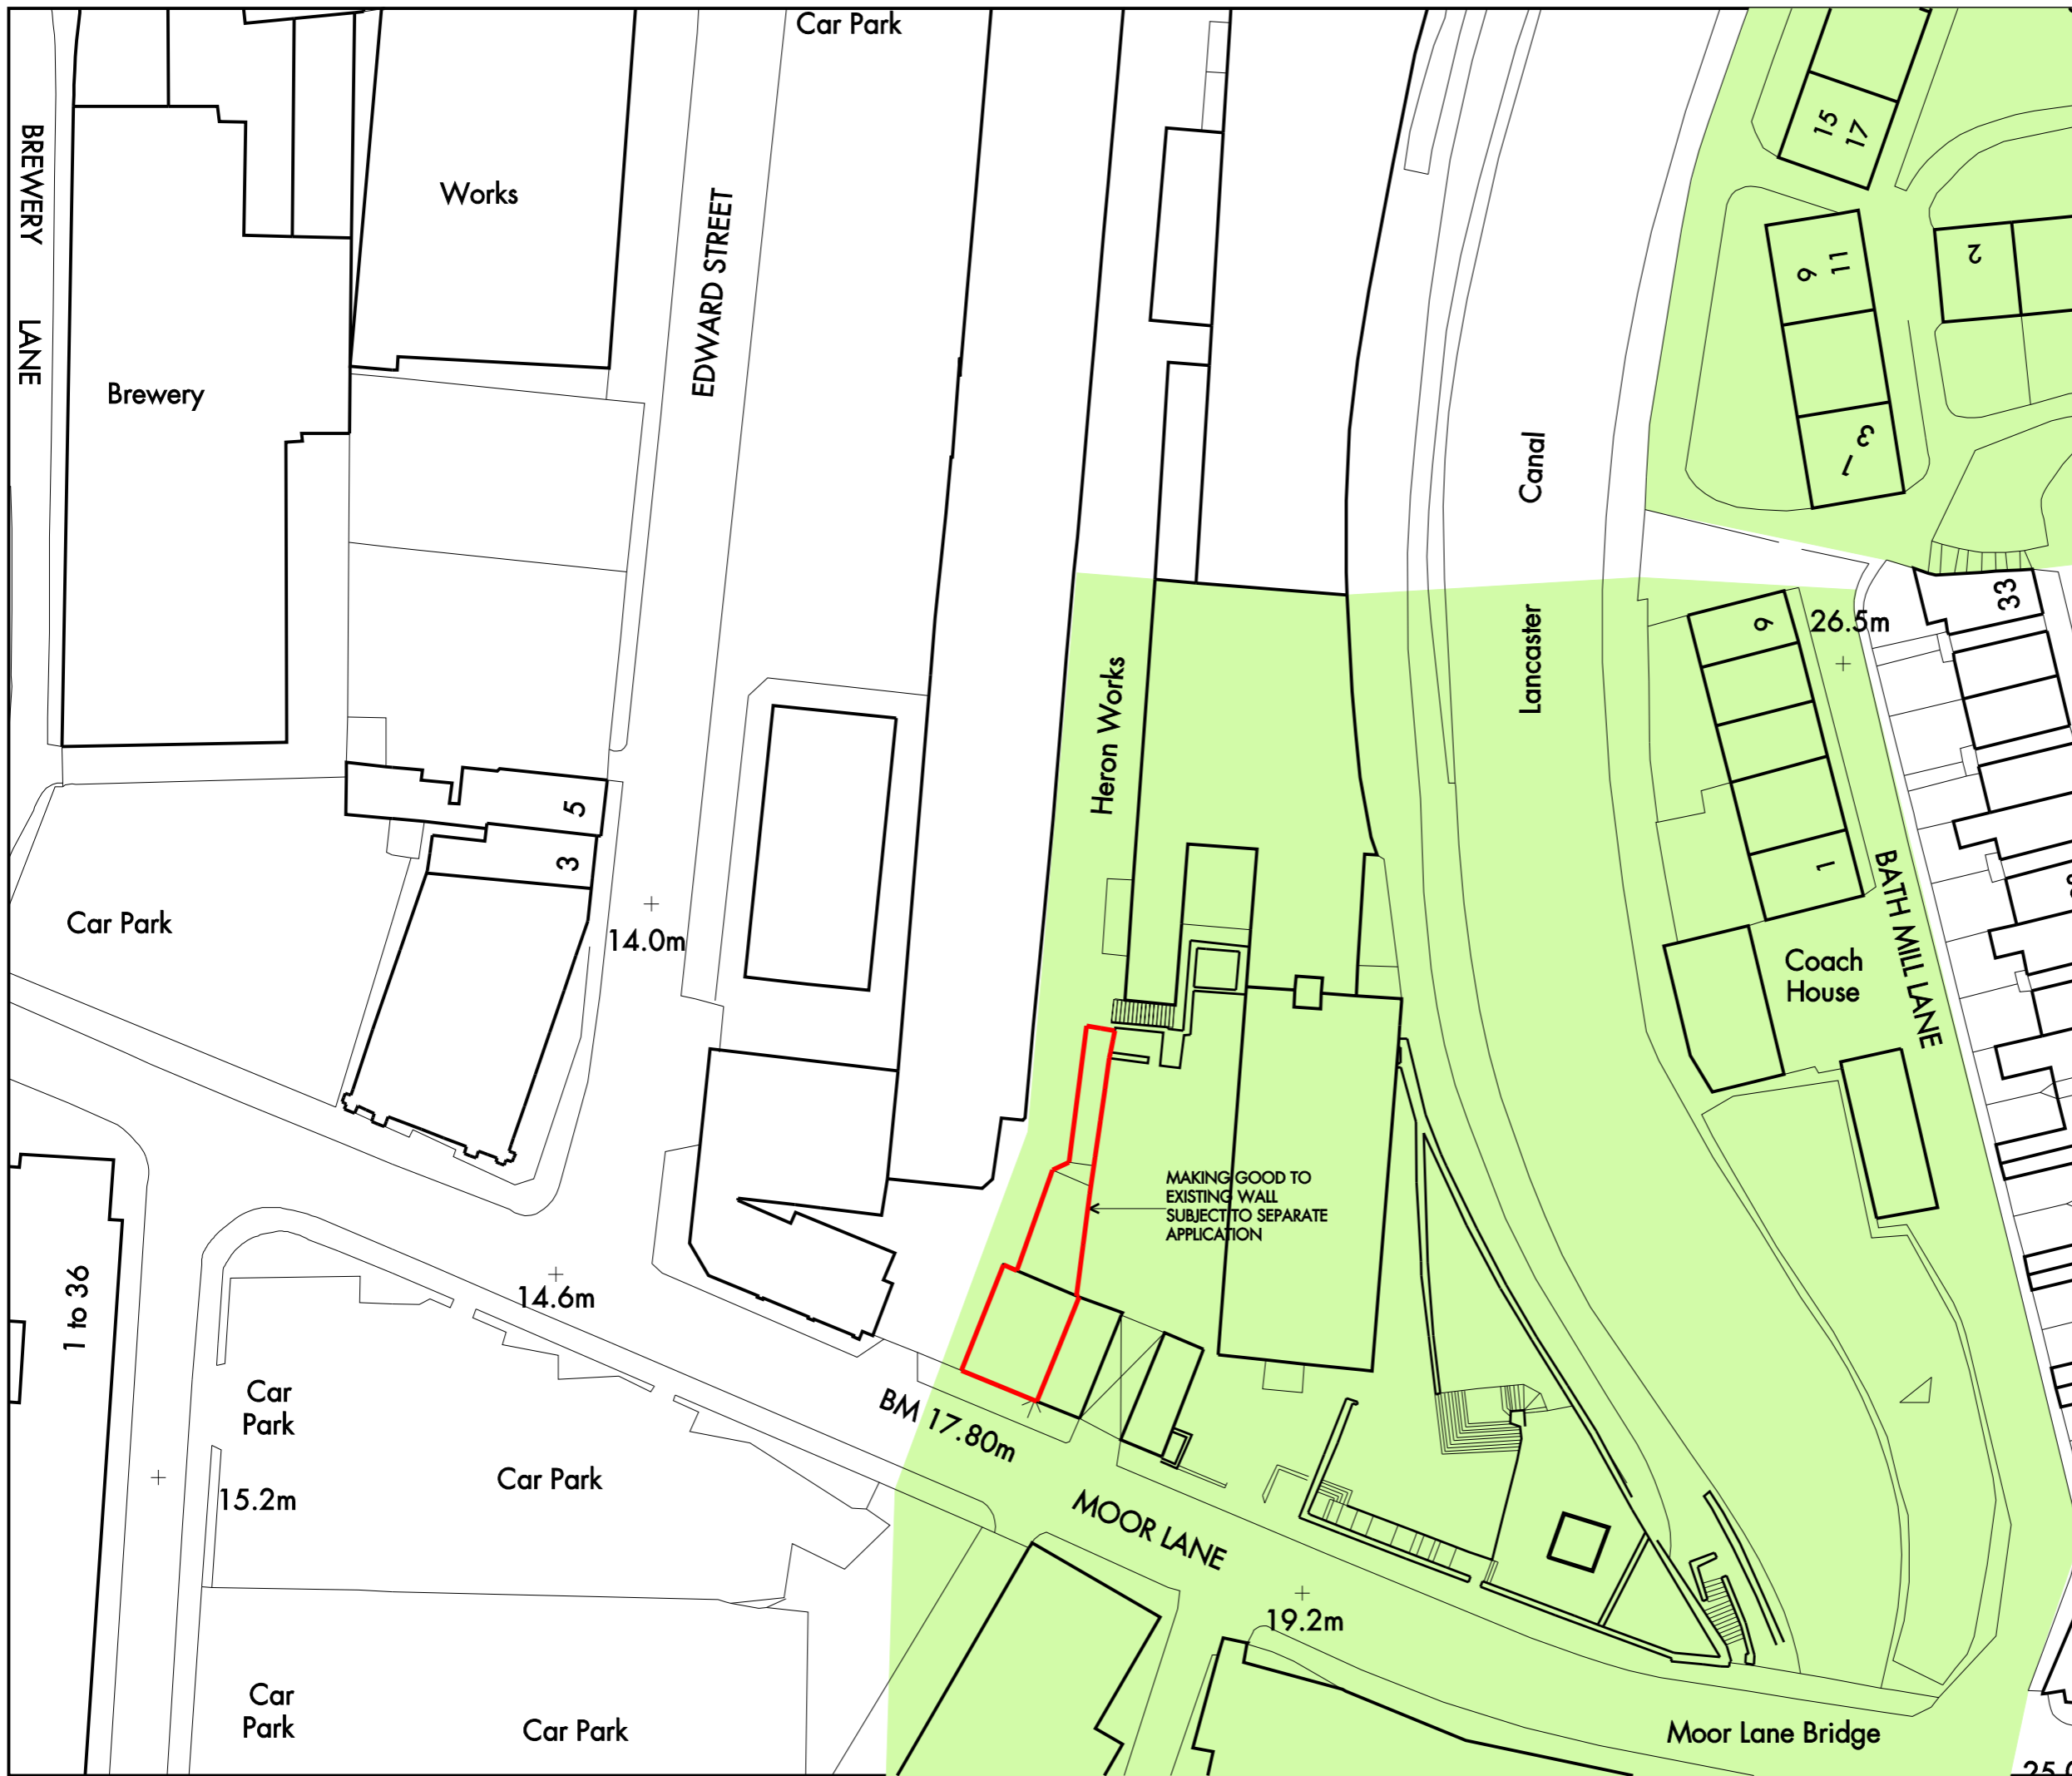 Car Park
BREWERY
LANE
Works
Brewery
EDWARD STREET
15
17
9
11
2
3
1
Canal
Lancaster
33
9
26.5m
Heron Works
5
3
Car Park
14.0m
1
Coach
House
BATH MILL LANE
MAKING GOOD TO
EXISTING WALL
SUBJECT TO SEPARATE
APPLICATION
1 to 36
14.6m
Car
Park
Car Park
15.2m
BM 17.80m
MOOR LANE
19.2m
Car
Park
Car Park
Moor Lane Bridge